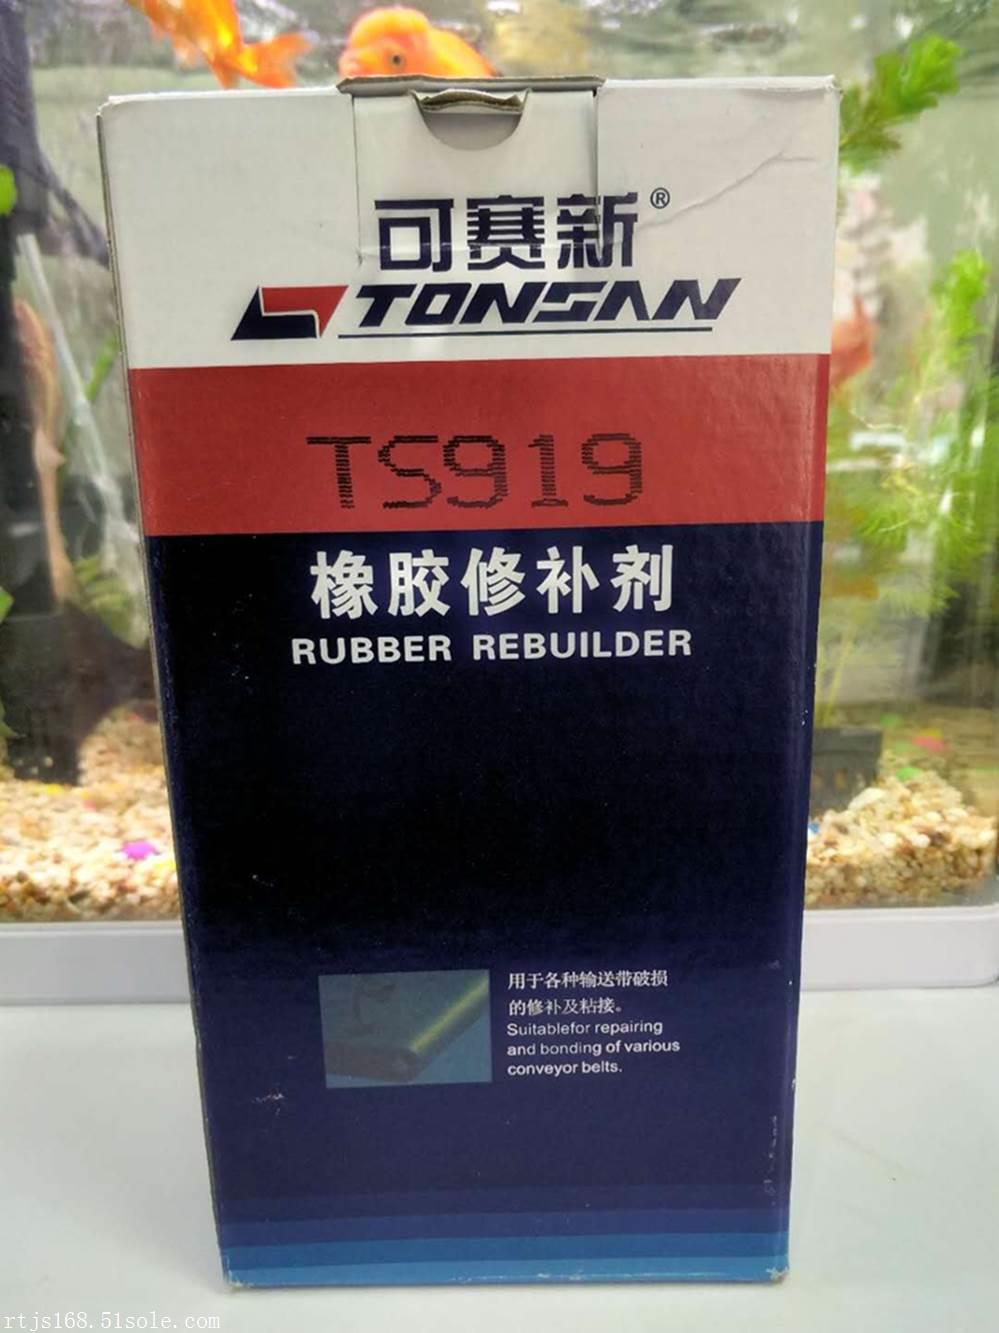 可赛新®
TONSAN
TS919
橡胶修补剂
RUBBER REBUILDER
用于各种输送带破损
的修补及粘接。
Suitablefor repairing
and bonding of various
conveyor belts.
rtjs168.51sole.com